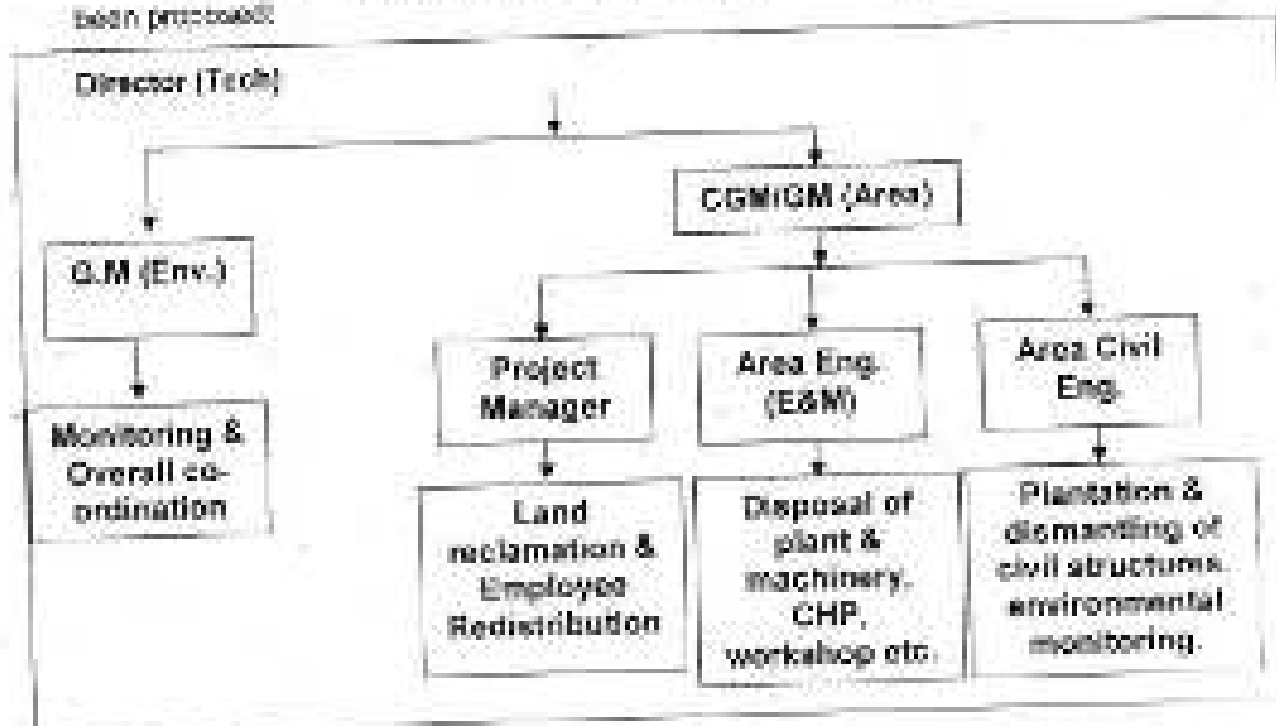 been proposed:
Director (Tech)
CGM/GM (Area)
G.M (Env.)
Project
Manager
Area Eng.
(E&M)
Area Civil
Eng.
Monitoring &
Overall co-
ordination
Land
reclamation &
Employee
Redistribution
Disposal of
plant &
machinery,
CHP,
workshop etc.
Plantation &
dismantling of
civil structures,
environmental
monitoring.